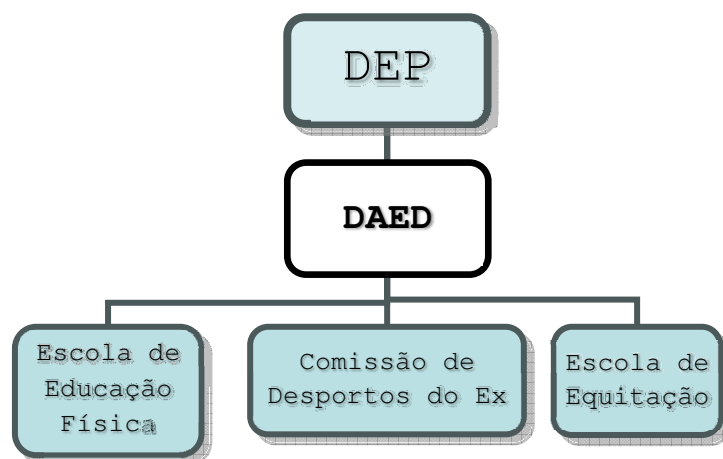 DEP
DAED
Escola de
Educação
Física
Comissão de
Desportos do Ex
Escola de
Equitação